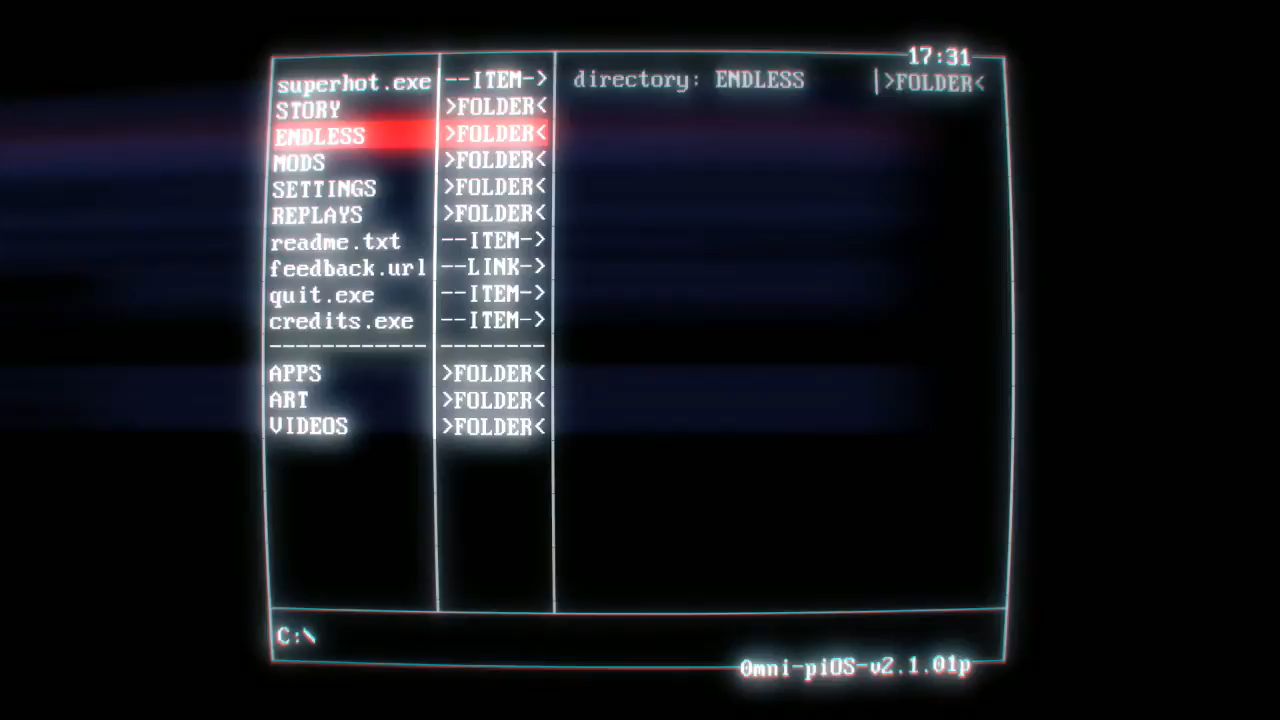 17:31
superhot.exe --ITEM-> directory: ENDLESS |>FOLDER<
STORY >FOLDER<
ENDLESS >FOLDER<
MODS >FOLDER<
SETTINGS >FOLDER<
REPLAYS >FOLDER<
readme.txt --ITEM->
feedback.url --LINK->
quit.exe --ITEM->
credits.exe --ITEM->
------------ --------
APPS >FOLDER<
ART >FOLDER<
VIDEOS >FOLDER<
C:\
0mni-piOS-v2.1.01p